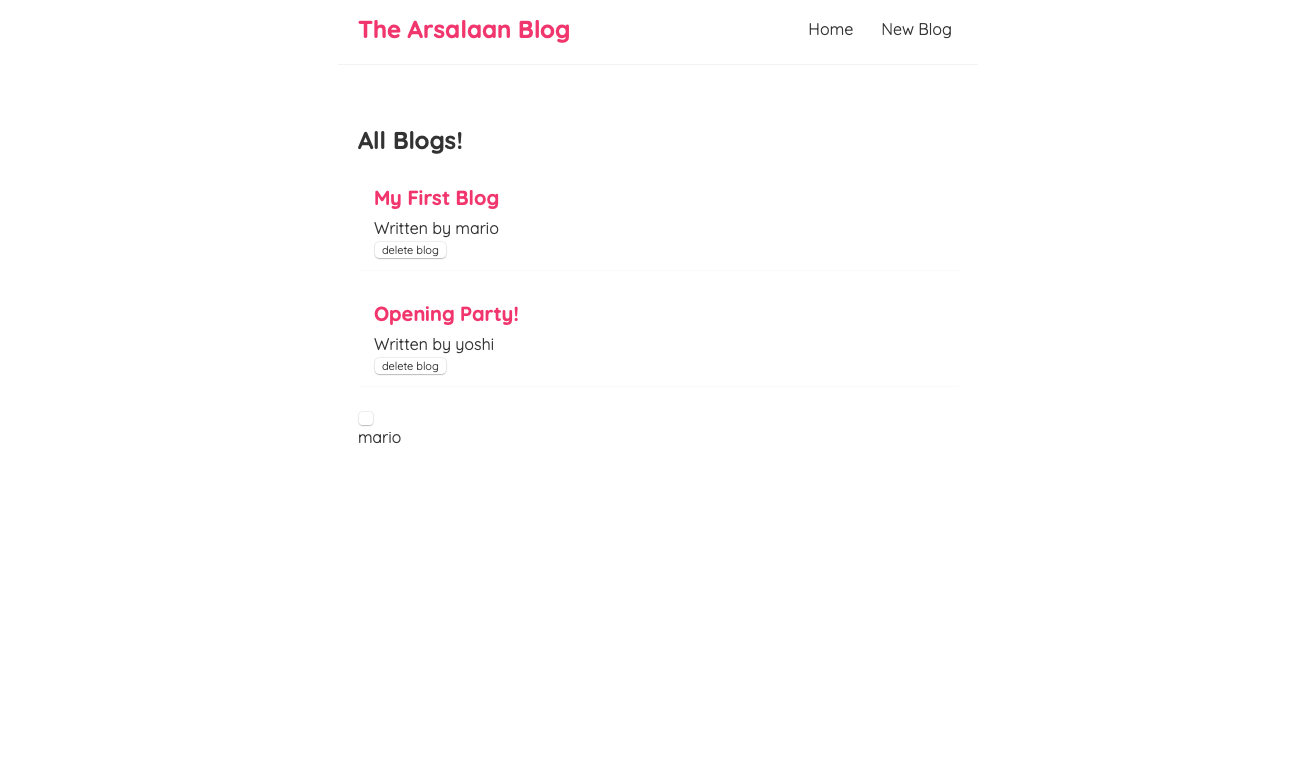 The Arsalaan Blog
Home New Blog
All Blogs!
My First Blog
Written by mario
delete blog
Opening Party!
Written by yoshi
delete blog
mario